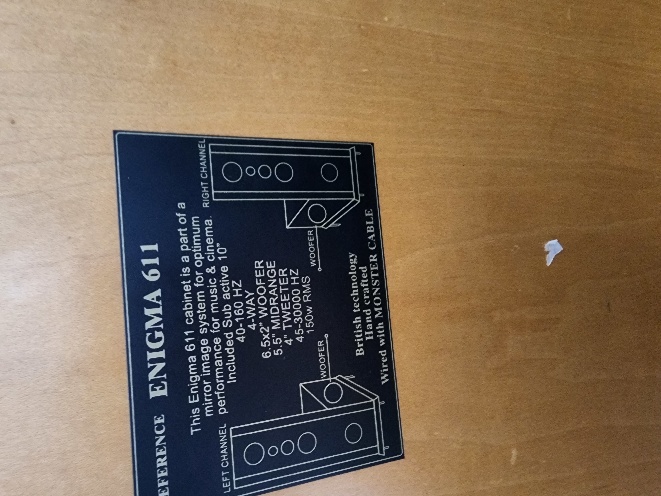 EFERENCE ENIGMA 611
This Enigma 611 cabinet is a part of a
mirror image system for optimum
performance for music & cinema.
Included Sub active 10"
40-160 HZ
4-WAY
6.5x2" WOOFER
5.5" MIDRANGE
4" TWEETER
45-30000 HZ
150w RMS
LEFT CHANNEL
RIGHT CHANNEL
WOOFER
WOOFER
British technology
Hand crafted
Wired with MONSTER CABLE